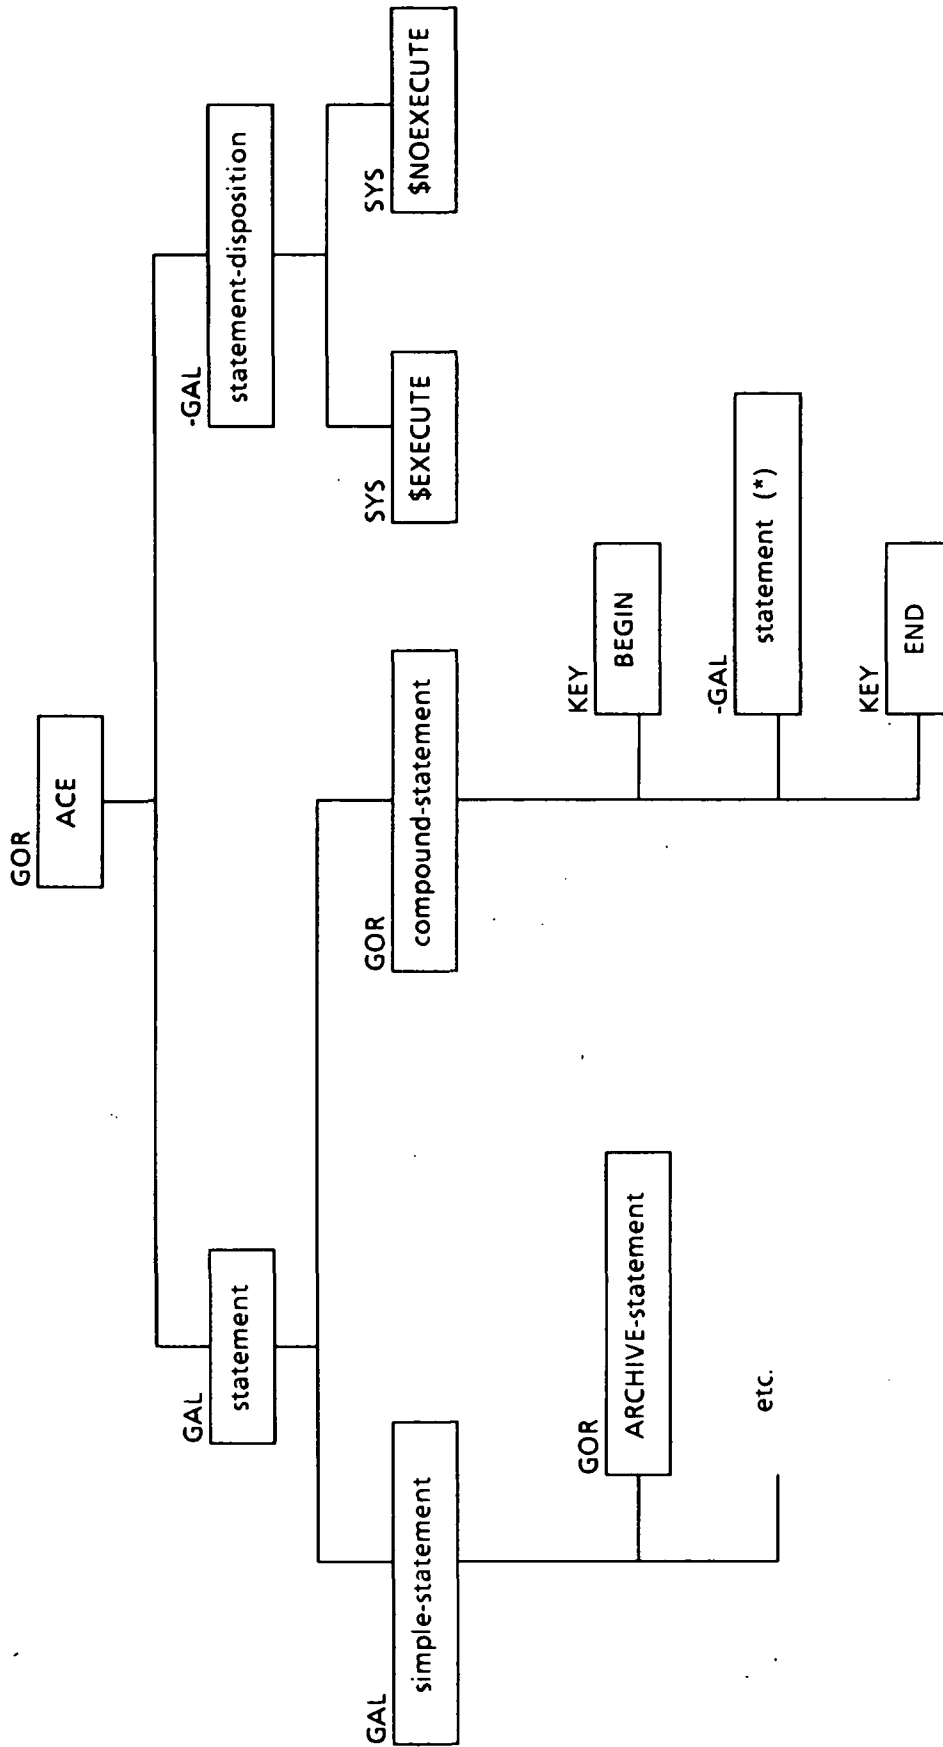 GOR
ACE
GAL
statement
-GAL
statement-disposition
GAL
simple-statement
GOR
compound-statement
SYS
$EXECUTE
SYS
$NOEXECUTE
GOR
ARCHIVE-statement
etc.
KEY
BEGIN
-GAL
statement (*)
KEY
END